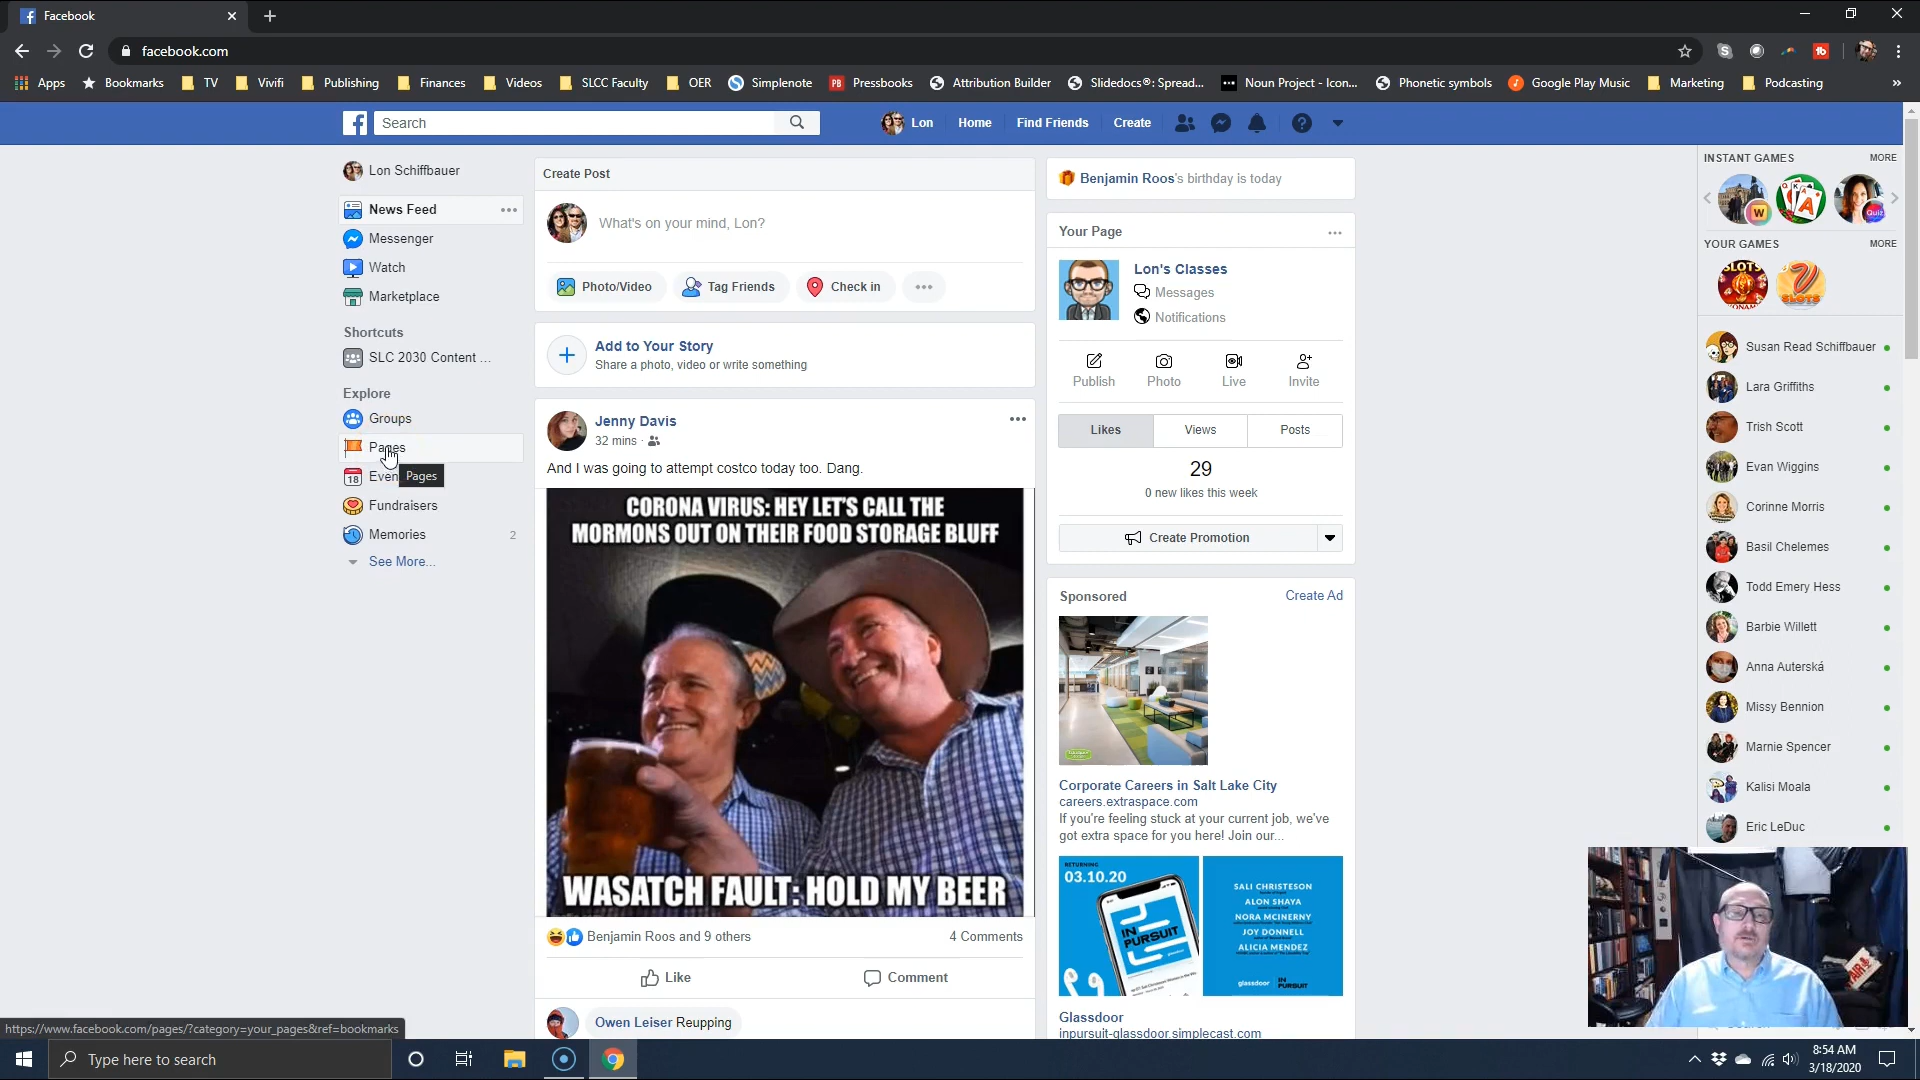 Facebook
facebook.com
Apps
Bookmarks
TV
Vivifi
Publishing
Finances
Videos
SLCC Faculty
OER
Simplenote
Pressbooks
Attribution Builder
Slidedocs®: Spread...
Noun Project - Icon...
Phonetic symbols
Google Play Music
Marketing
Podcasting
Search
Lon
Home
Find Friends
Create
Lon Schiffbauer
News Feed
Messenger
Watch
Marketplace
Shortcuts
SLC 2030 Content ...
Explore
Groups
Pages
Even
Pages
Fundraisers
Memories 2
See More...
Create Post
What's on your mind, Lon?
Photo/Video
Tag Friends
Check in
Add to Your Story
Share a photo, video or write something
Jenny Davis
32 mins ·
And I was going to attempt costco today too. Dang.
CORONA VIRUS: HEY LET'S CALL THE
MORMONS OUT ON THEIR FOOD STORAGE BLUFF
WASATCH FAULT: HOLD MY BEER
Benjamin Roos and 9 others
4 Comments
Like
Comment
Owen Leiser Reupping
Benjamin Roos's birthday is today
Your Page
Lon's Classes
Messages
Notifications
Publish
Photo
Live
Invite
Likes
Views
Posts
29
0 new likes this week
Create Promotion
Sponsored
Create Ad
Corporate Careers in Salt Lake City
careers.extraspace.com
If you're feeling stuck at your current job, we've
got extra space for you here! Join our...
RETURNING
03.10.20
IN
PURSUIT
SALI CHRISTESON
ALON SHAYA
NORA MCINERNY
JOY DONNELL
ALICIA MENDEZ
glassdoor
IN
PURSUIT
Glassdoor
inpursuit-glassdoor.simplecast.com
INSTANT GAMES
MORE
YOUR GAMES
MORE
Susan Read Schiffbauer
Lara Griffiths
Trish Scott
Evan Wiggins
Corinne Morris
Basil Chelemes
Todd Emery Hess
Barbie Willett
Anna Auterská
Missy Bennion
Marnie Spencer
Kalisi Moala
Eric LeDuc
https://www.facebook.com/pages/?category=your_pages&ref=bookmarks
Type here to search
8:54 AM
3/18/2020